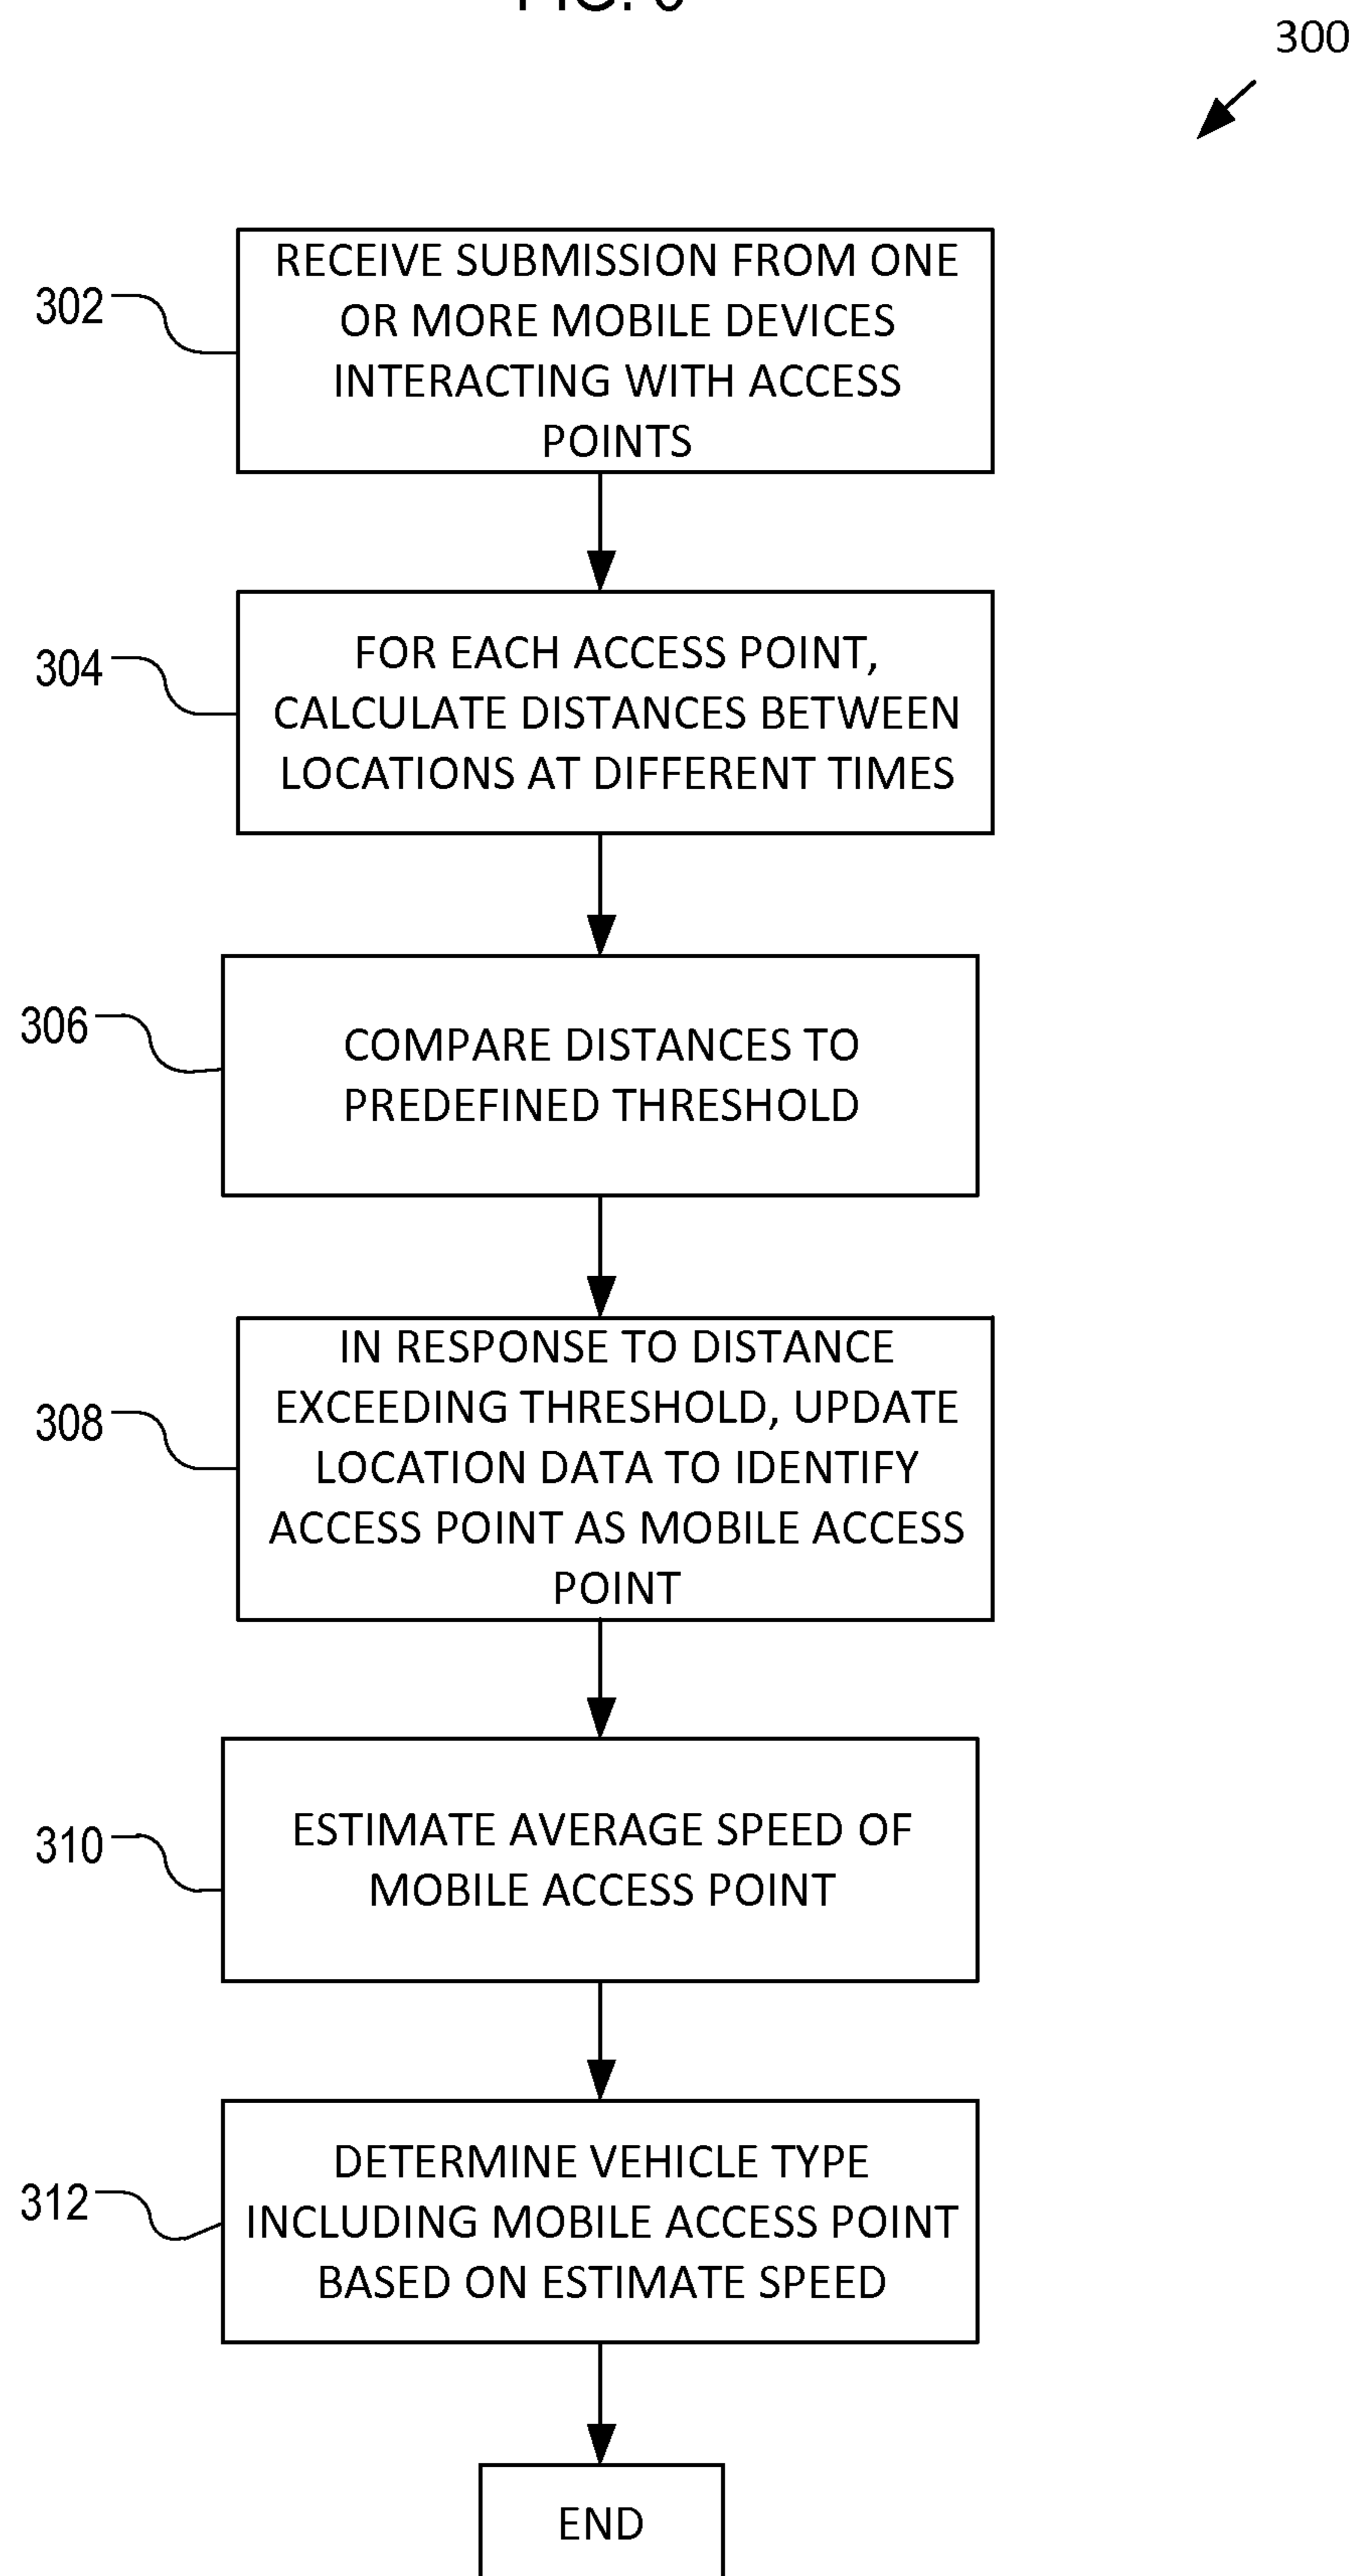 300
302
RECEIVE SUBMISSION FROM ONE
OR MORE MOBILE DEVICES
INTERACTING WITH ACCESS
POINTS
304
FOR EACH ACCESS POINT,
CALCULATE DISTANCES BETWEEN
LOCATIONS AT DIFFERENT TIMES
306
COMPARE DISTANCES TO
PREDEFINED THRESHOLD
308
IN RESPONSE TO DISTANCE
EXCEEDING THRESHOLD, UPDATE
LOCATION DATA TO IDENTIFY
ACCESS POINT AS MOBILE ACCESS
POINT
310
ESTIMATE AVERAGE SPEED OF
MOBILE ACCESS POINT
312
DETERMINE VEHICLE TYPE
INCLUDING MOBILE ACCESS POINT
BASED ON ESTIMATE SPEED
END